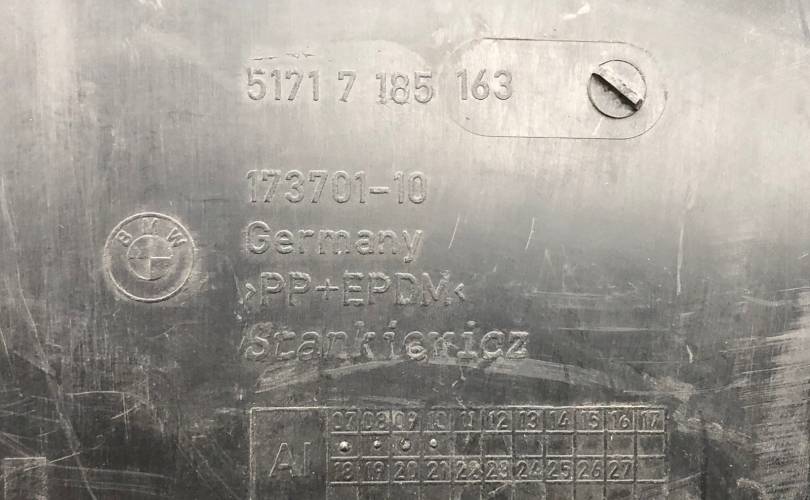 5171 7 185 163
173701-10
Germany
BMW
>PP+EPDM<
Stankiewicz
07 08 09 10 11 12 13 14 15 16 17
AI
18 19 20 21 22 23 24 25 26 27